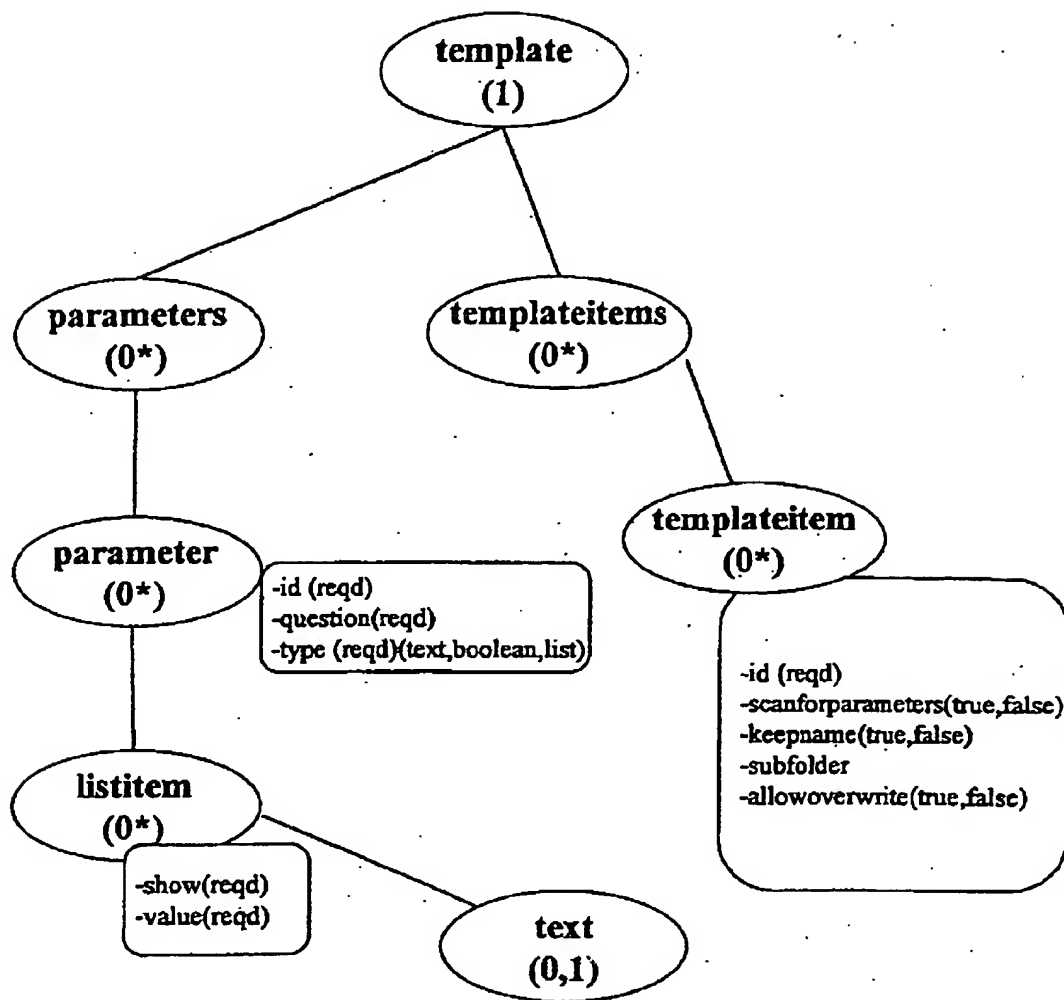 template
(1)
parameters
(0*)
templateitems
(0*)
parameter
(0*)
-id (reqd)
-question(reqd)
-type (reqd)(text,boolean,list)
templateitem
(0*)
-id (reqd)
-scanforparameters(true,false)
-keepname(true,false)
-subfolder
-allowoverwrite(true,false)
listitem
(0*)
-show(reqd)
-value(reqd)
text
(0,1)